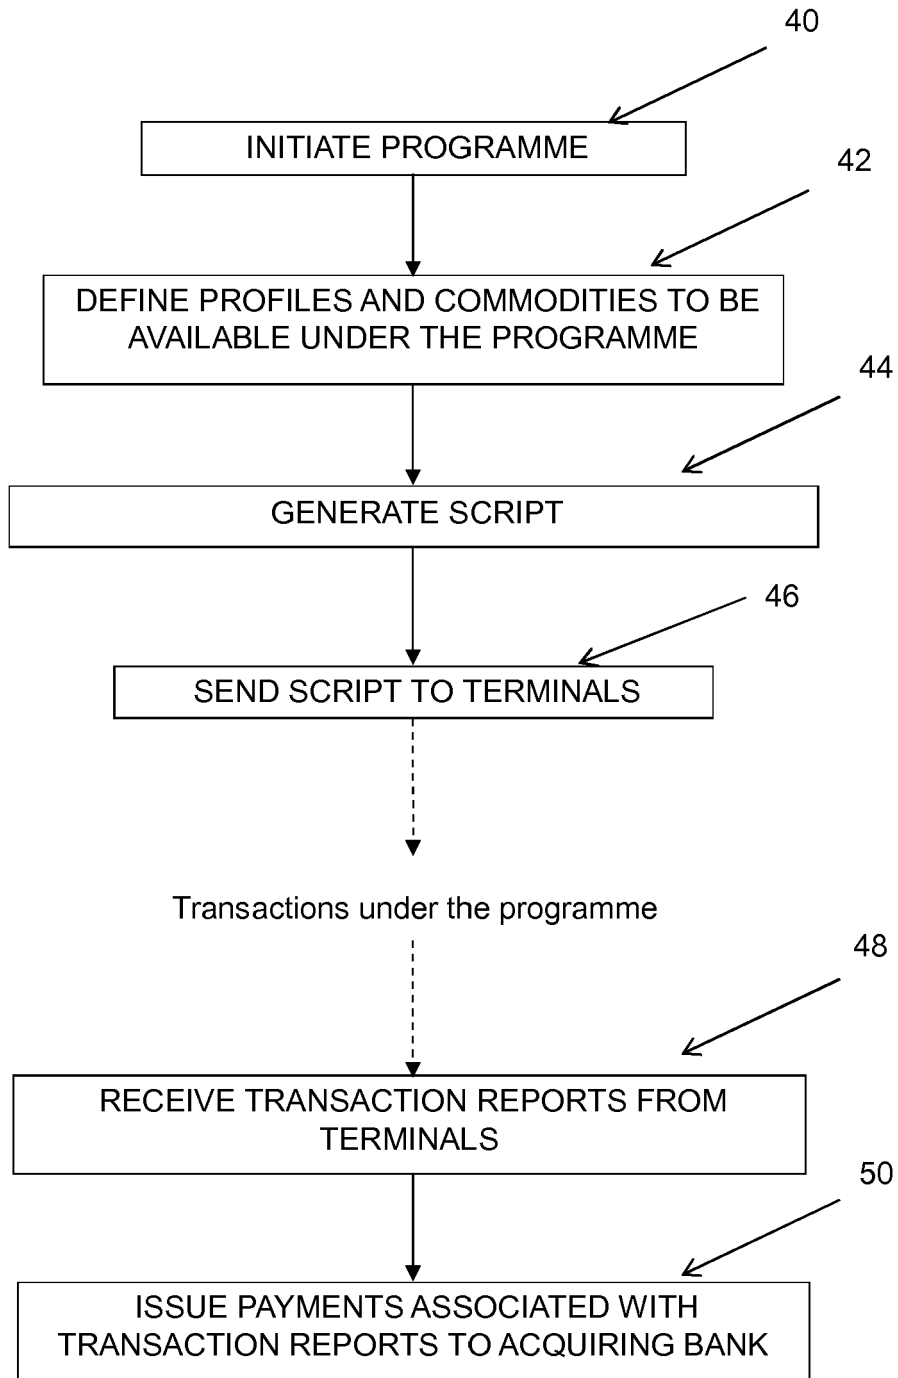 40
INITIATE PROGRAMME
42
DEFINE PROFILES AND COMMODITIES TO BE
AVAILABLE UNDER THE PROGRAMME
44
GENERATE SCRIPT
46
SEND SCRIPT TO TERMINALS
Transactions under the programme
48
RECEIVE TRANSACTION REPORTS FROM
TERMINALS
50
ISSUE PAYMENTS ASSOCIATED WITH
TRANSACTION REPORTS TO ACQUIRING BANK